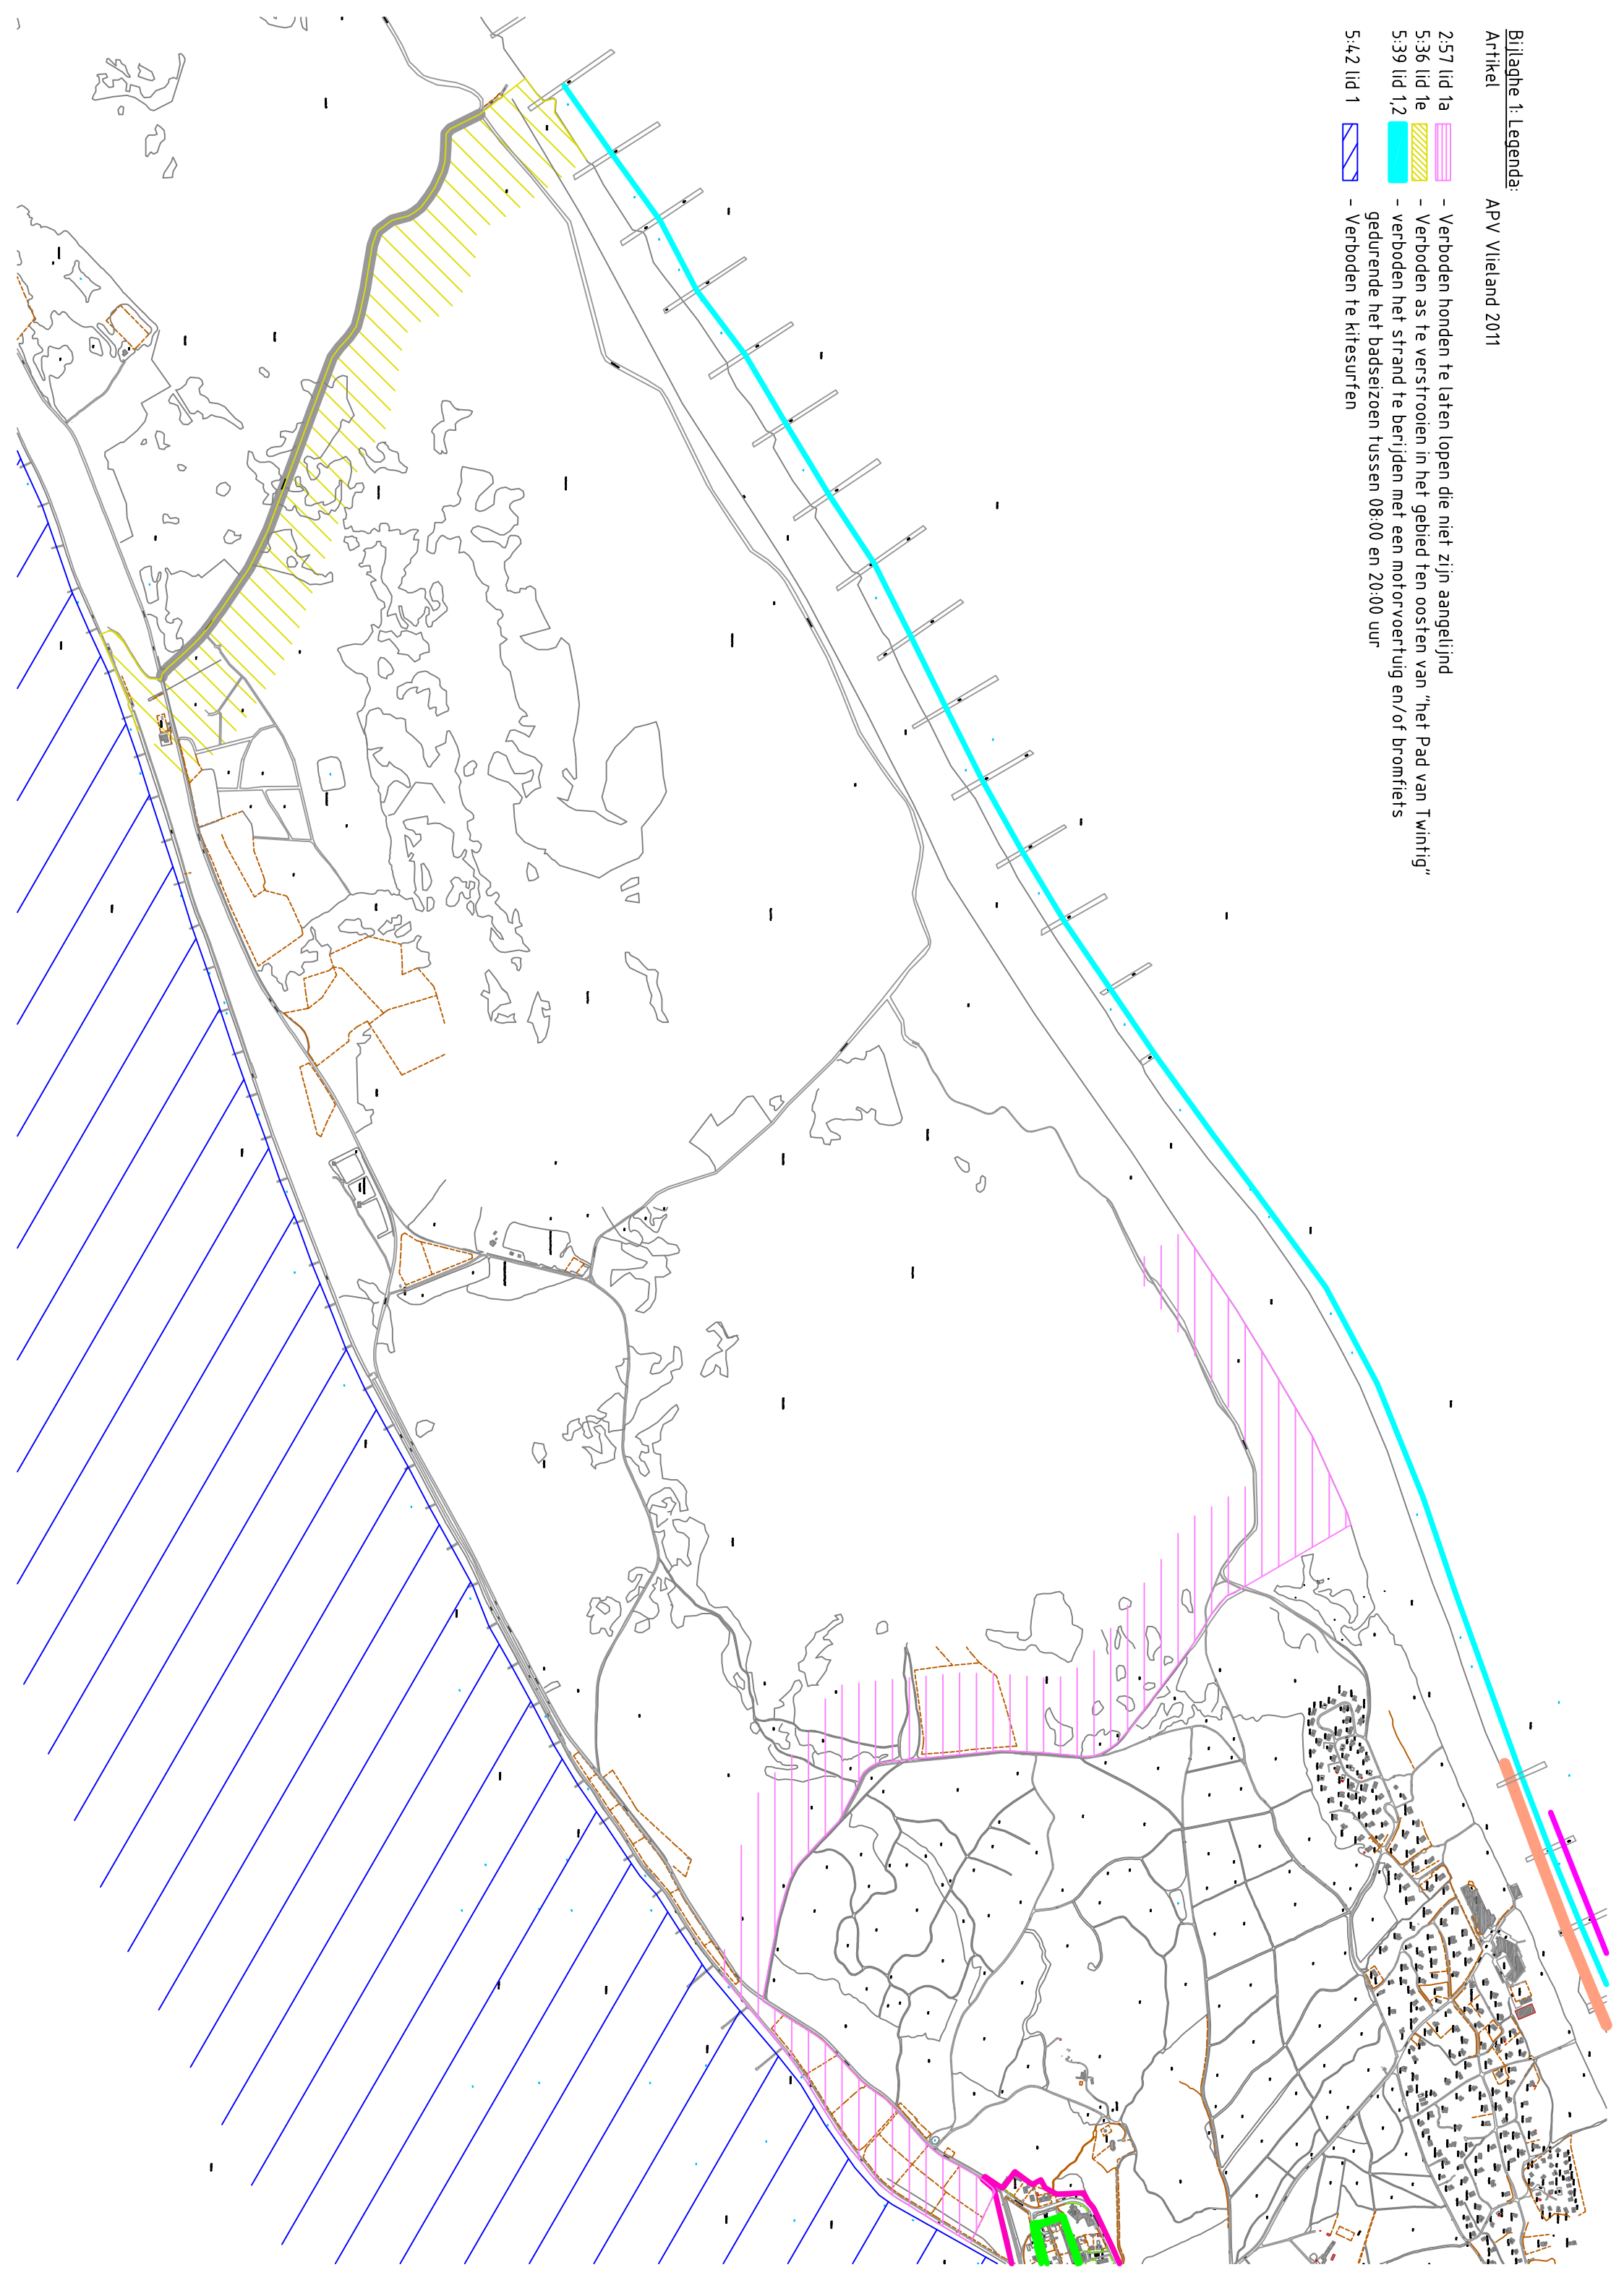 Bijlaghe 1: Legenda:
Artikel APV Vlieland 2011
2:57 lid 1a - Verboden honden te laten lopen die niet zijn aangelijnd
5:36 lid 1e - Verboden as te verstrooien in het gebied ten oosten van "het Pad van Twintig"
5:39 lid 1,2 - verboden het strand te berijden met een motorvoertuig en/of bromfiets
gedurende het badseizoen tussen 08:00 en 20:00 uur
5:42 lid 1 - Verboden te kitesurfen